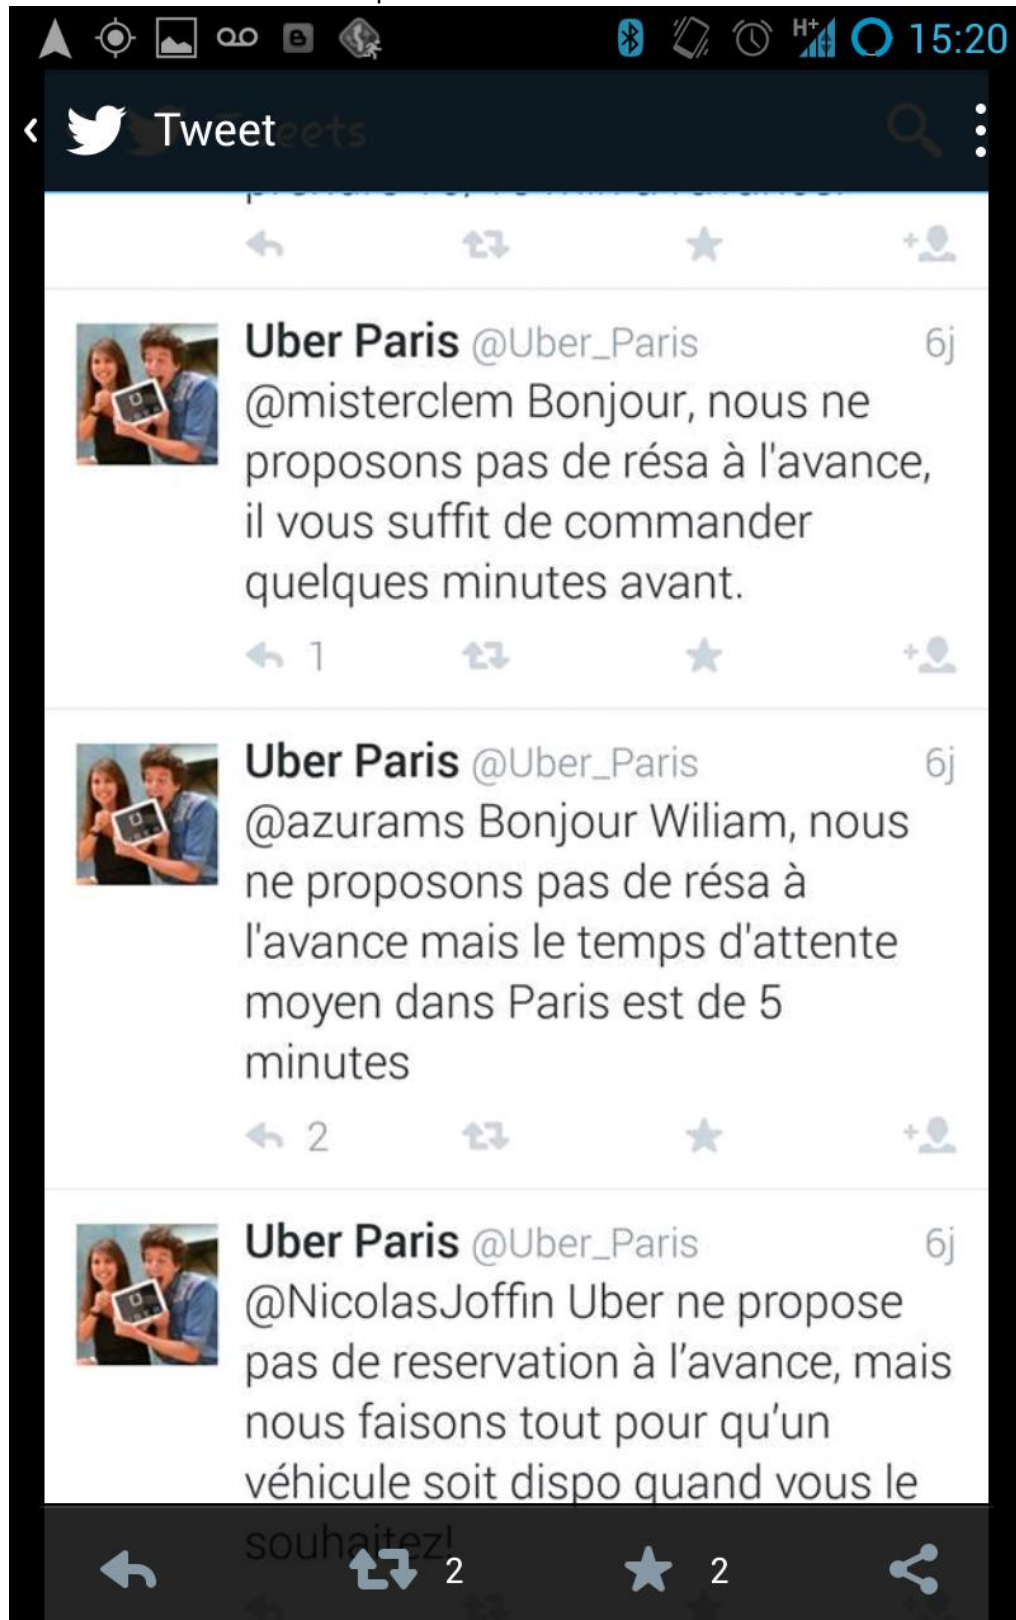 H+ 15:20
Tweet
Uber Paris @Uber_Paris 6j
@misterclem Bonjour, nous ne
proposons pas de résa à l'avance,
il vous suffit de commander
quelques minutes avant.
1
Uber Paris @Uber_Paris 6j
@azurams Bonjour Wiliam, nous
ne proposons pas de résa à
l'avance mais le temps d'attente
moyen dans Paris est de 5
minutes
2
Uber Paris @Uber_Paris 6j
@NicolasJoffin Uber ne propose
pas de reservation à l’avance, mais
nous faisons tout pour qu’un
véhicule soit dispo quand vous le
souhaitez!
2 2